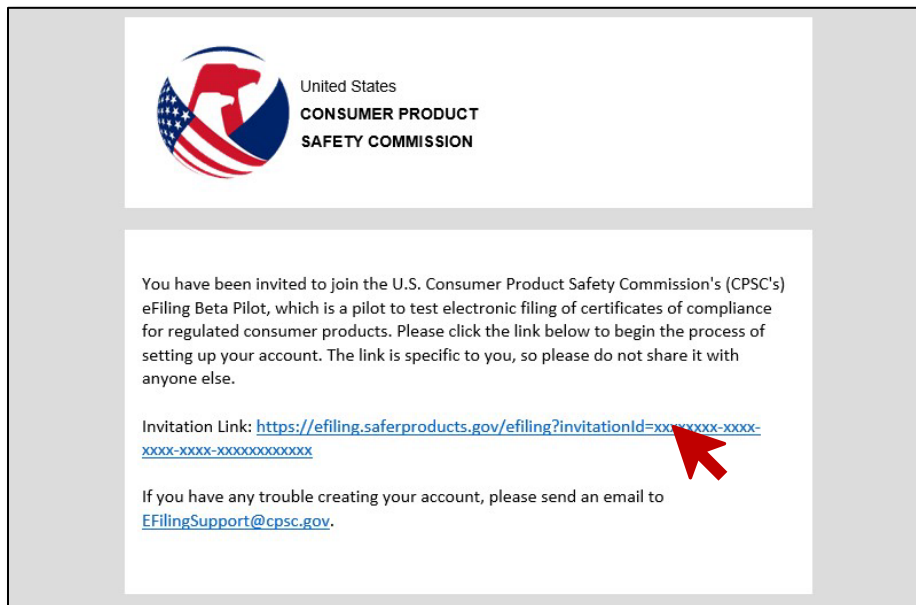 United States
CONSUMER PRODUCT
SAFETY COMMISSION
You have been invited to join the U.S. Consumer Product Safety Commission's (CPSC's)
eFiling Beta Pilot, which is a pilot to test electronic filing of certificates of compliance
for regulated consumer products. Please click the link below to begin the process of
setting up your account. The link is specific to you, so please do not share it with
anyone else.
Invitation Link: https://efiling.saferproducts.gov/efiling?invitationId=xxxxxxxx-xxxx-
xxxx-xxxx-xxxxxxxxxxxx
If you have any trouble creating your account, please send an email to
EFilingSupport@cpsc.gov.